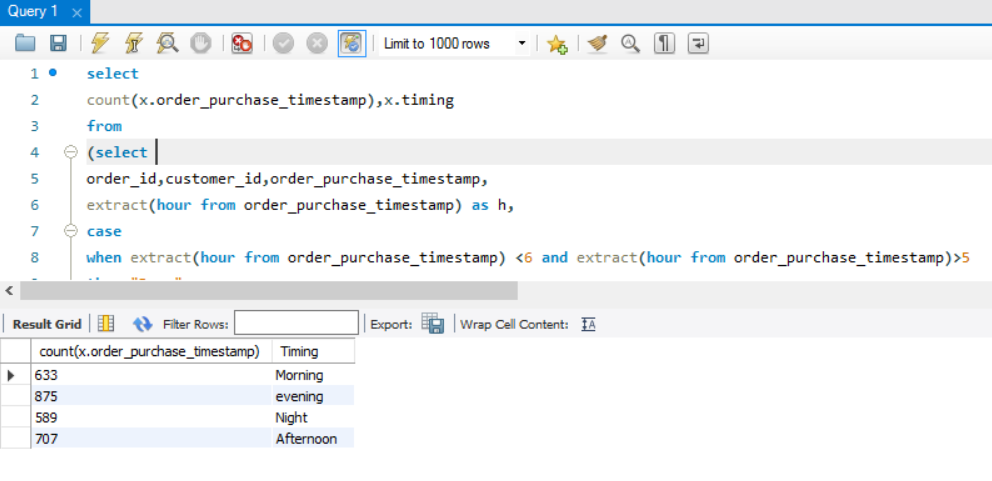 Query 1
Limit to 1000 rows
1 select
2 count(x.order_purchase_timestamp),x.timing
3 from
4 (select
5 order_id,customer_id,order_purchase_timestamp,
6 extract(hour from order_purchase_timestamp) as h,
7 case
8 when extract(hour from order_purchase_timestamp) <6 and extract(hour from order_purchase_timestamp)>5
Result Grid Filter Rows: Export: Wrap Cell Content:
count(x.order_purchase_timestamp) Timing
633 Morning
875 evening
589 Night
707 Afternoon